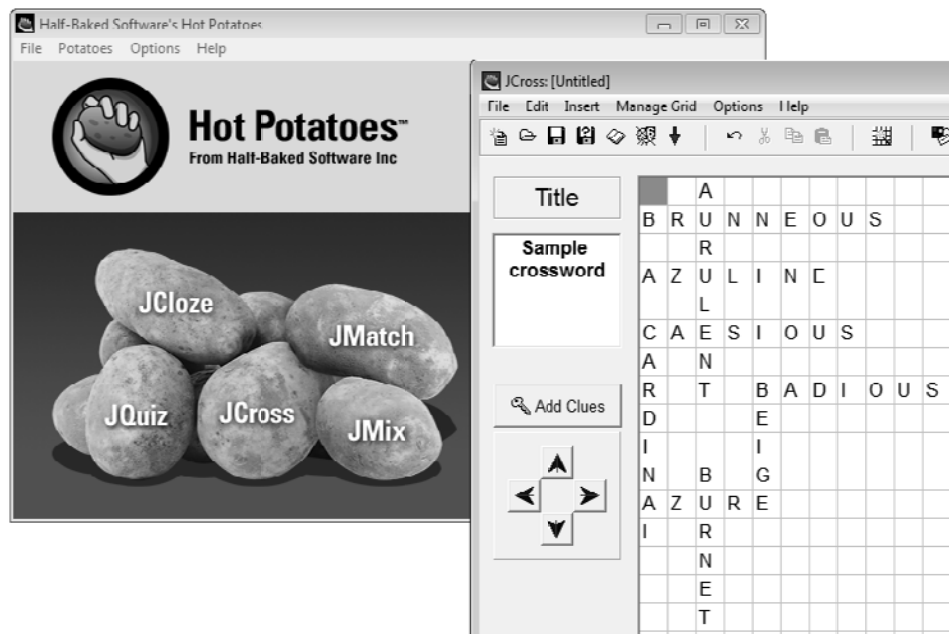 Half-Baked Software's Hot Potatoes
File Potatoes Options Help
Hot Potatoes™
From Half-Baked Software Inc
JCloze
JMatch
JQuiz
JCross
JMix
JCross: [Untitled]
File Edit Insert Manage Grid Options Help
Title
Sample
crossword
Add Clues
A
B R U N N E O U S
R
A Z U L I N E
L
C A E S I O U S
A N
R T B A D I O U S
D E
I I
N B G
A Z U R E
I R
N
E
T